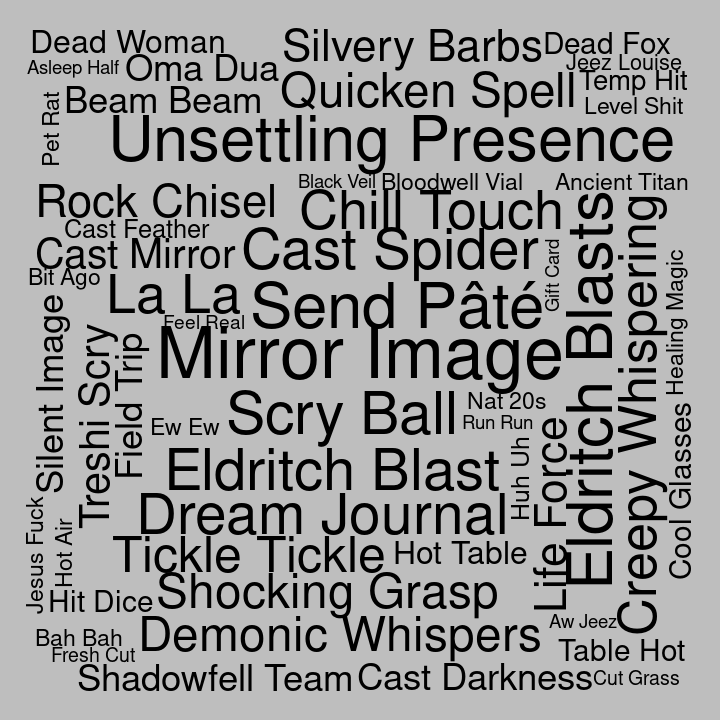 Dead Woman
Silvery Barbs
Dead Fox
Asleep Half
Oma Dua
Jeez Louise
Pet Rat
Beam Beam
Quicken Spell
Temp Hit
Level Shit
Unsettling Presence
Black Veil
Bloodwell Vial
Ancient Titan
Rock Chisel
Chill Touch
Cast Feather
Cast Mirror
Cast Spider
Gift Card
Eldritch Blasts
Creepy Whispering
Healing Magic
Bit Ago
La La
Send Pâté
Feel Real
Mirror Image
Silent Image
Treshi Scry
Field Trip
Scry Ball
Nat 20s
Ew Ew
Run Run
Cool Glasses
Eldritch Blast
Huh Uh
Life Force
Dream Journal
Jesus Fuck
Hot Air
Tickle Tickle
Hot Table
Hit Dice
Shocking Grasp
Bah Bah
Demonic Whispers
Aw Jeez
Fresh Cut
Table Hot
Shadowfell Team
Cast Darkness
Cut Grass